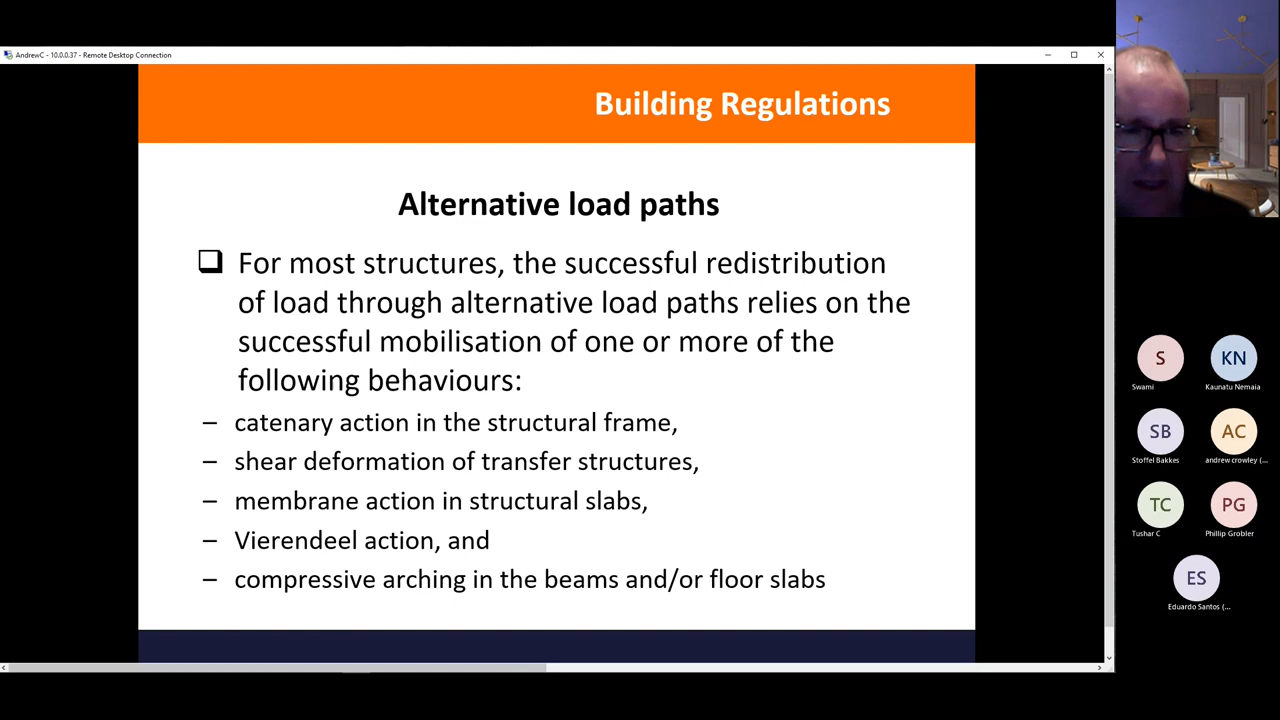 AndrewC - 10.0.0.37 - Remote Desktop Connection
Building Regulations
Alternative load paths
For most structures, the successful redistribution
of load through alternative load paths relies on the
successful mobilisation of one or more of the
following behaviours:
– catenary action in the structural frame,
– shear deformation of transfer structures,
– membrane action in structural slabs,
– Vierendeel action, and
– compressive arching in the beams and/or floor slabs
S
Swami
KN
Kaunatu Nemaia
SB
Stoffel Bakkes
AC
andrew crowley (...
TC
Tushar C
PG
Phillip Grobler
ES
Eduardo Santos (...